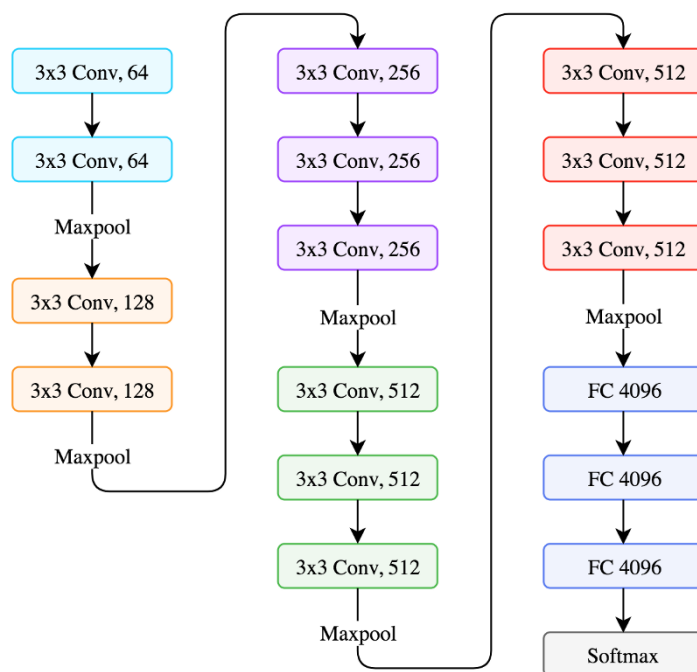 3x3 Conv, 64
3x3 Conv, 64
Maxpool
3x3 Conv, 128
3x3 Conv, 128
Maxpool
3x3 Conv, 256
3x3 Conv, 256
3x3 Conv, 256
Maxpool
3x3 Conv, 512
3x3 Conv, 512
3x3 Conv, 512
Maxpool
3x3 Conv, 512
3x3 Conv, 512
3x3 Conv, 512
Maxpool
FC 4096
FC 4096
FC 4096
Softmax